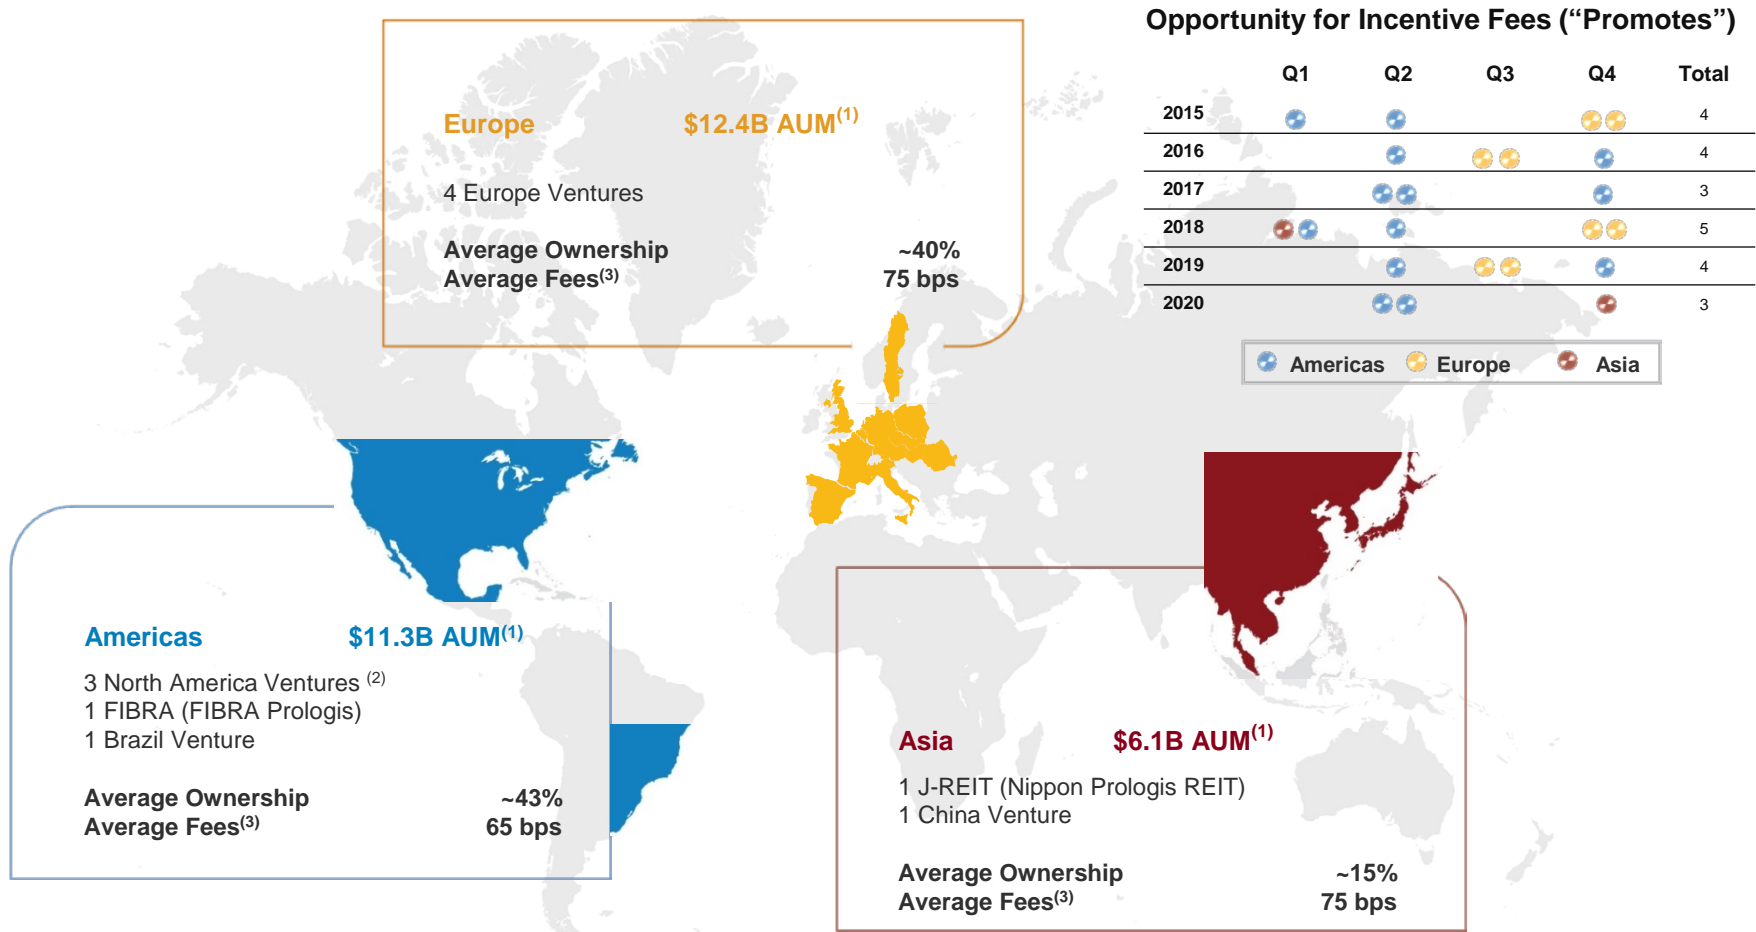 Opportunity for Incentive Fees (“Promotes”)
Q1 Q2 Q3 Q4 Total
2015 4
2016 4
2017 3
2018 5
2019 4
2020 3
Americas Europe Asia
Europe $12.4B AUM(1)
4 Europe Ventures
Average Ownership ~40%
Average Fees(3) 75 bps
Americas $11.3B AUM(1)
3 North America Ventures (2)
1 FIBRA (FIBRA Prologis)
1 Brazil Venture
Average Ownership ~43%
Average Fees(3) 65 bps
Asia $6.1B AUM(1)
1 J-REIT (Nippon Prologis REIT)
1 China Venture
Average Ownership ~15%
Average Fees(3) 75 bps